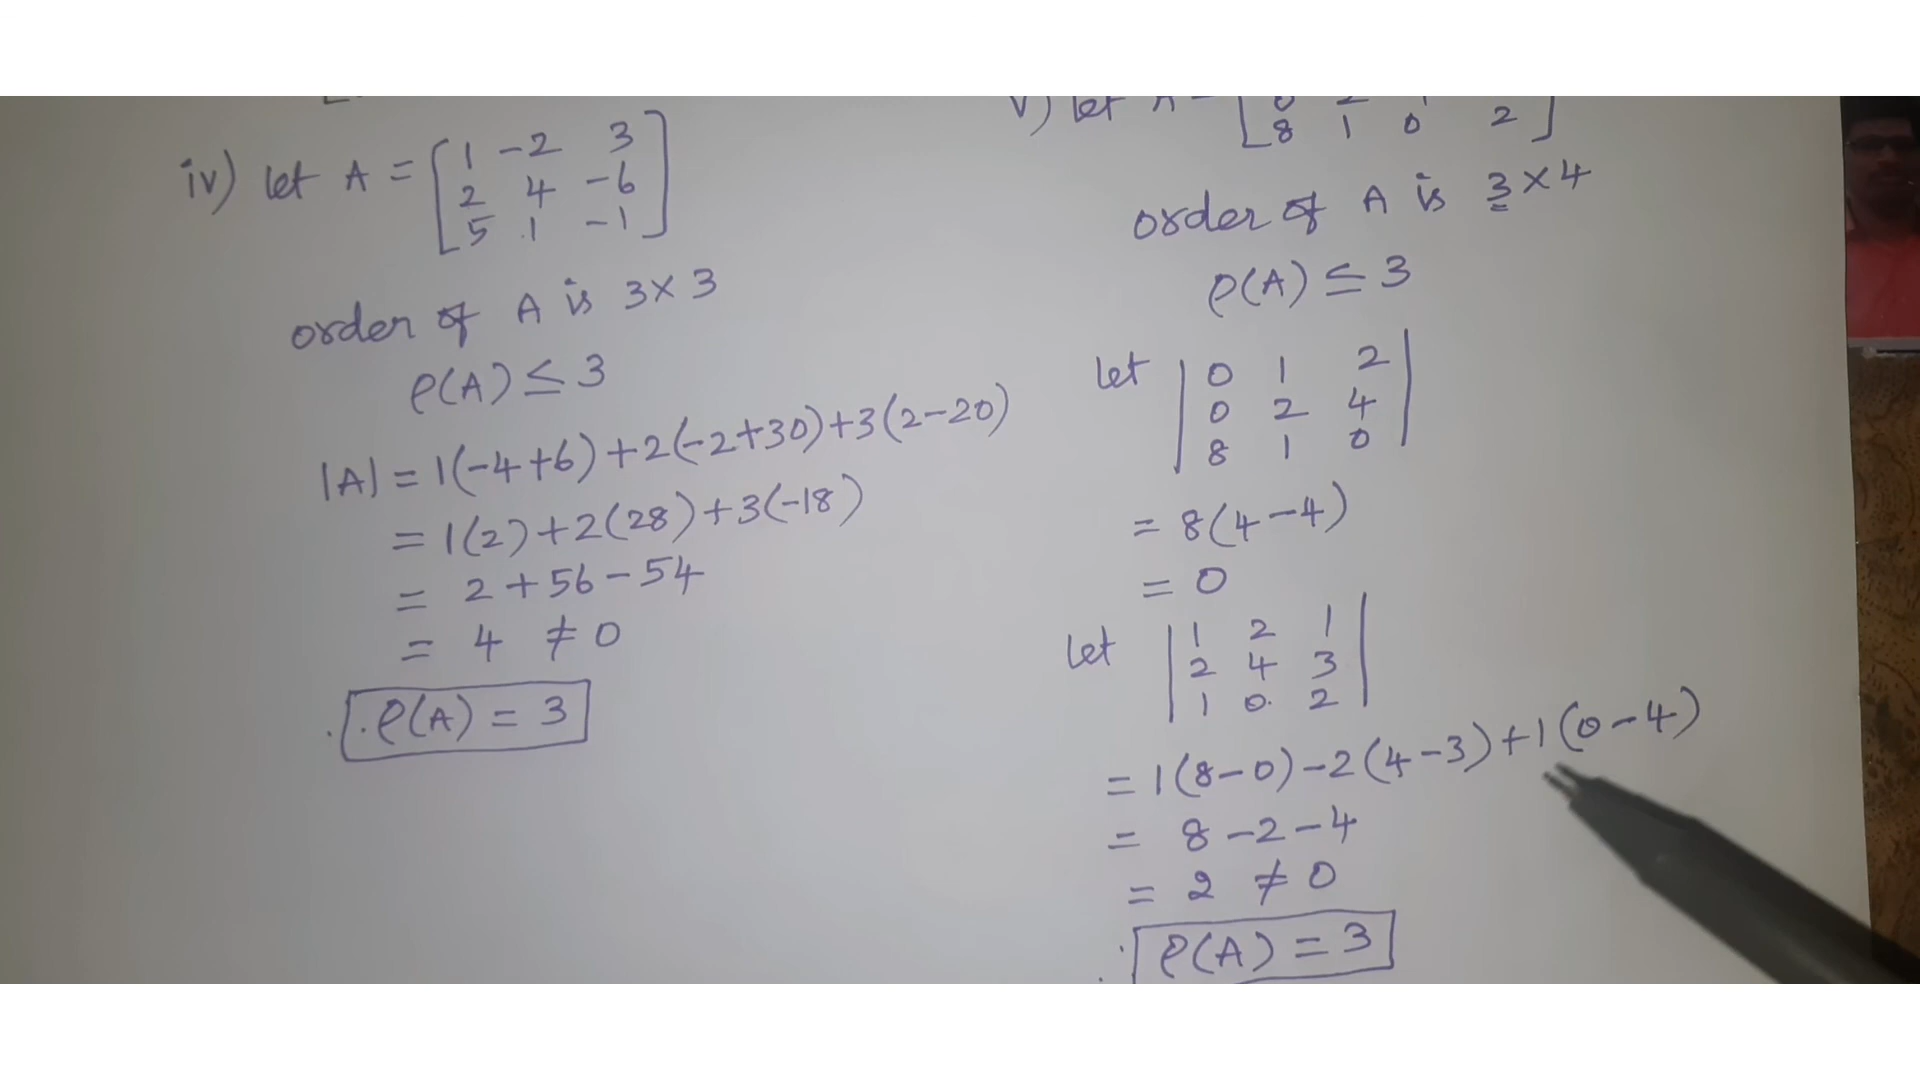 iv) let A = [1 -2 3
2 4 -6
5 1 -1]
order of A is 3×3
ρ(A) ≤ 3
|A| = 1(-4+6)+2(-2+30)+3(2-20)
= 1(2)+2(28)+3(-18)
= 2+56-54
= 4 ≠ 0
ρ(A) = 3
v) let A =
8 1 0 2]
order of A is 3×4
ρ(A) ≤ 3
let |0 1 2|
0 2 4
8 1 0
= 8(4-4)
= 0
let |1 2 1|
2 4 3
1 0 2
= 1(8-0)-2(4-3)+1(0-4)
= 8-2-4
= 2 ≠ 0
ρ(A) = 3